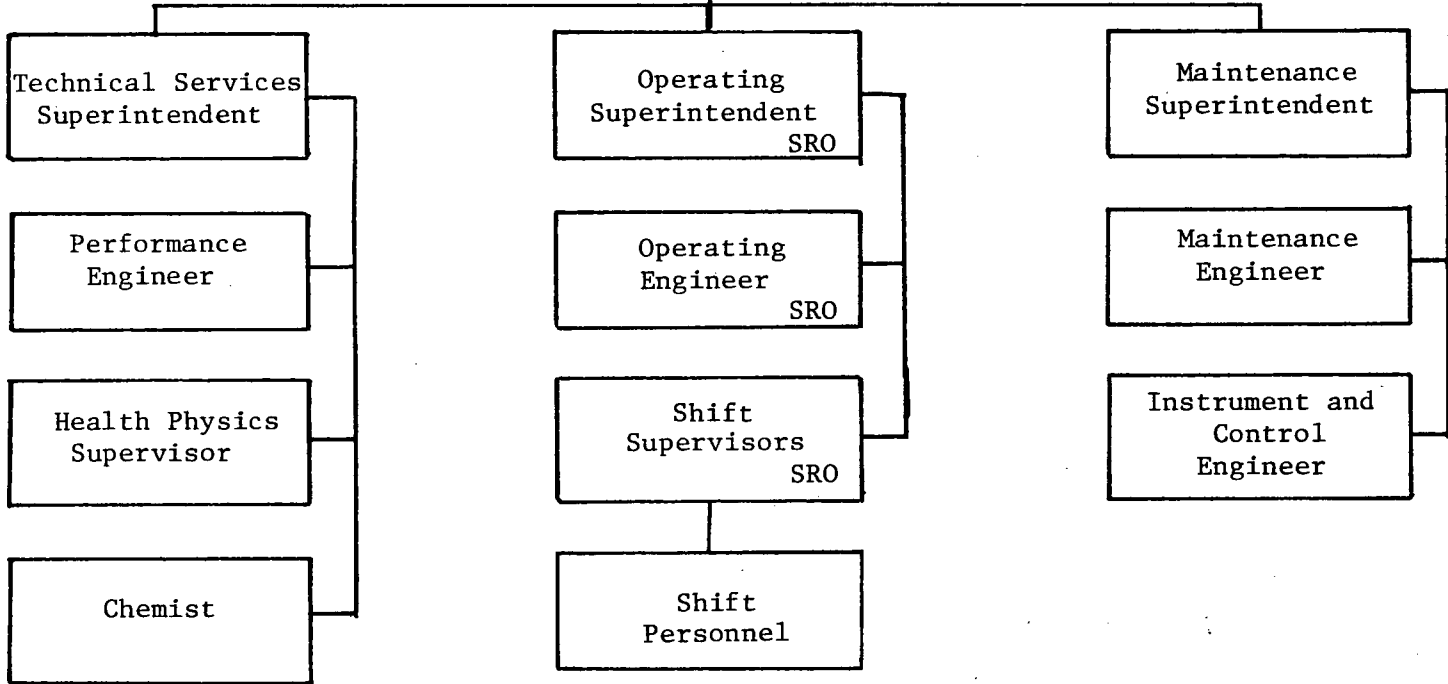 Technical Services
Superintendent
Performance
Engineer
Health Physics
Supervisor
Chemist
Operating
Superintendent
SRO
Operating
Engineer
SRO
Shift
Supervisors
SRO
Shift
Personnel
Maintenance
Superintendent
Maintenance
Engineer
Instrument and
Control
Engineer